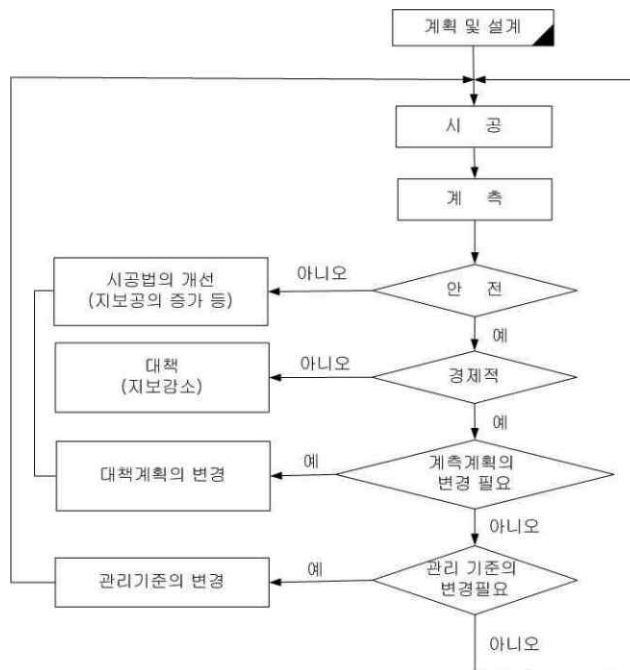 계획 및 설계
시 공
계 측
안 전
아니오
시공법의 개선
(지보공의 증가 등)
예
경제적
아니오
대책
(지보감소)
예
계측계획의
변경 필요
예
대책계획의 변경
아니오
관리 기준의
변경필요
예
관리기준의 변경
아니오